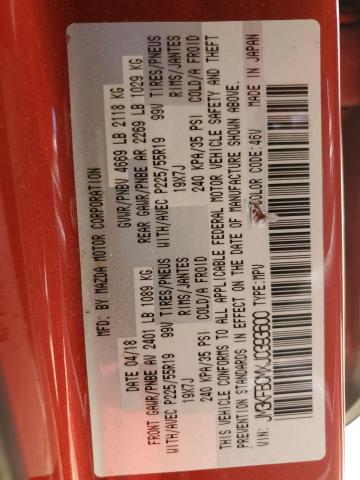 MFD. BY MAZDA MOTOR CORPORATION
DATE 04/18 GVWR/PNBV 4669 LB 2118 KG
FRONT GAWR/PNBE AV 2401 LB 1089 KG REAR GAWR/PNBE AR 2269 LB 1029 KG
WITH/AVEC P225/55R19 99V TIRES/PNEUS WITH/AVEC P225/55R19 99V TIRES/PNEUS
19X7J RIMS/JANTES 19X7J RIMS/JANTES
240 KPA/35 PSI COLD/A FROID 240 KPA/35 PSI COLD/A FROID
THIS VEHICLE CONFORMS TO ALL APPLICABLE FEDERAL MOTOR VEHICLE SAFETY AND THEFT
PREVENTION STANDARDS IN EFFECT ON THE DATE OF MANUFACTURE SHOWN ABOVE.
VIN: TYPE:MPV COLOR CODE:46V MADE IN JAPAN